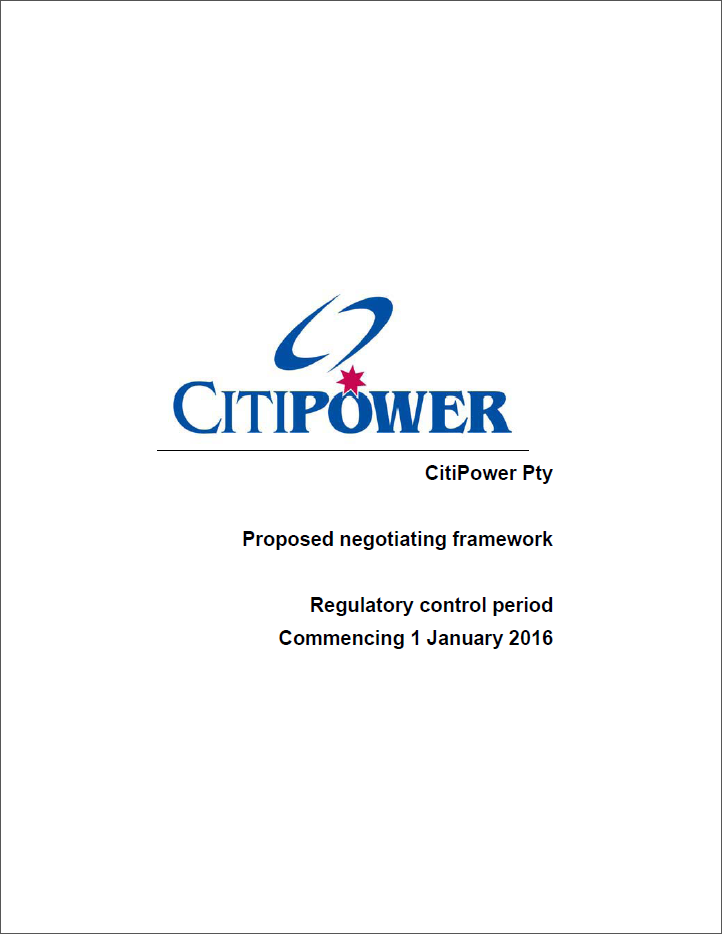 CITIPOWER
CitiPower Pty
Proposed negotiating framework
Regulatory control period
Commencing 1 January 2016